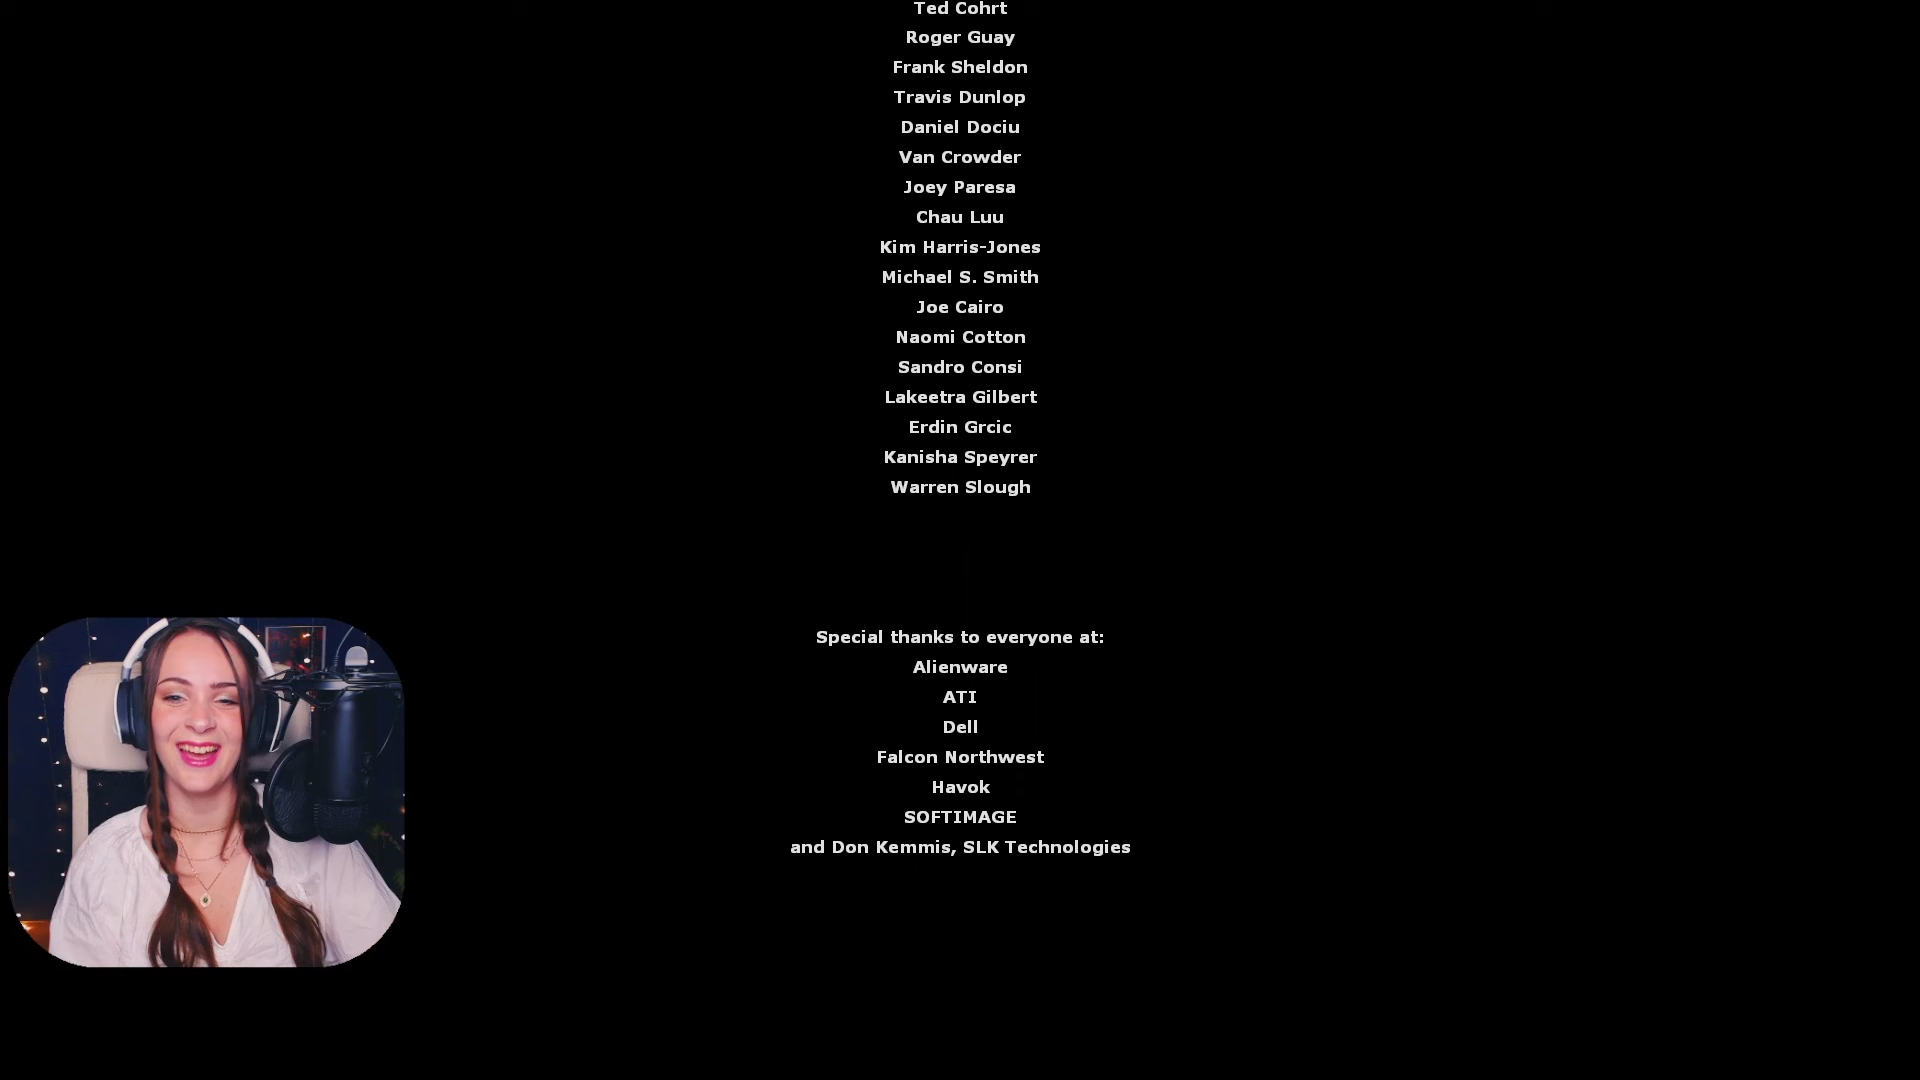 Ted Cohrt
Roger Guay
Frank Sheldon
Travis Dunlop
Daniel Dociu
Van Crowder
Joey Paresa
Chau Luu
Kim Harris-Jones
Michael S. Smith
Joe Cairo
Naomi Cotton
Sandro Consi
Lakeetra Gilbert
Erdin Grcic
Kanisha Speyrer
Warren Slough
Special thanks to everyone at:
Alienware
ATI
Dell
Falcon Northwest
Havok
SOFTIMAGE
and Don Kemmis, SLK Technologies